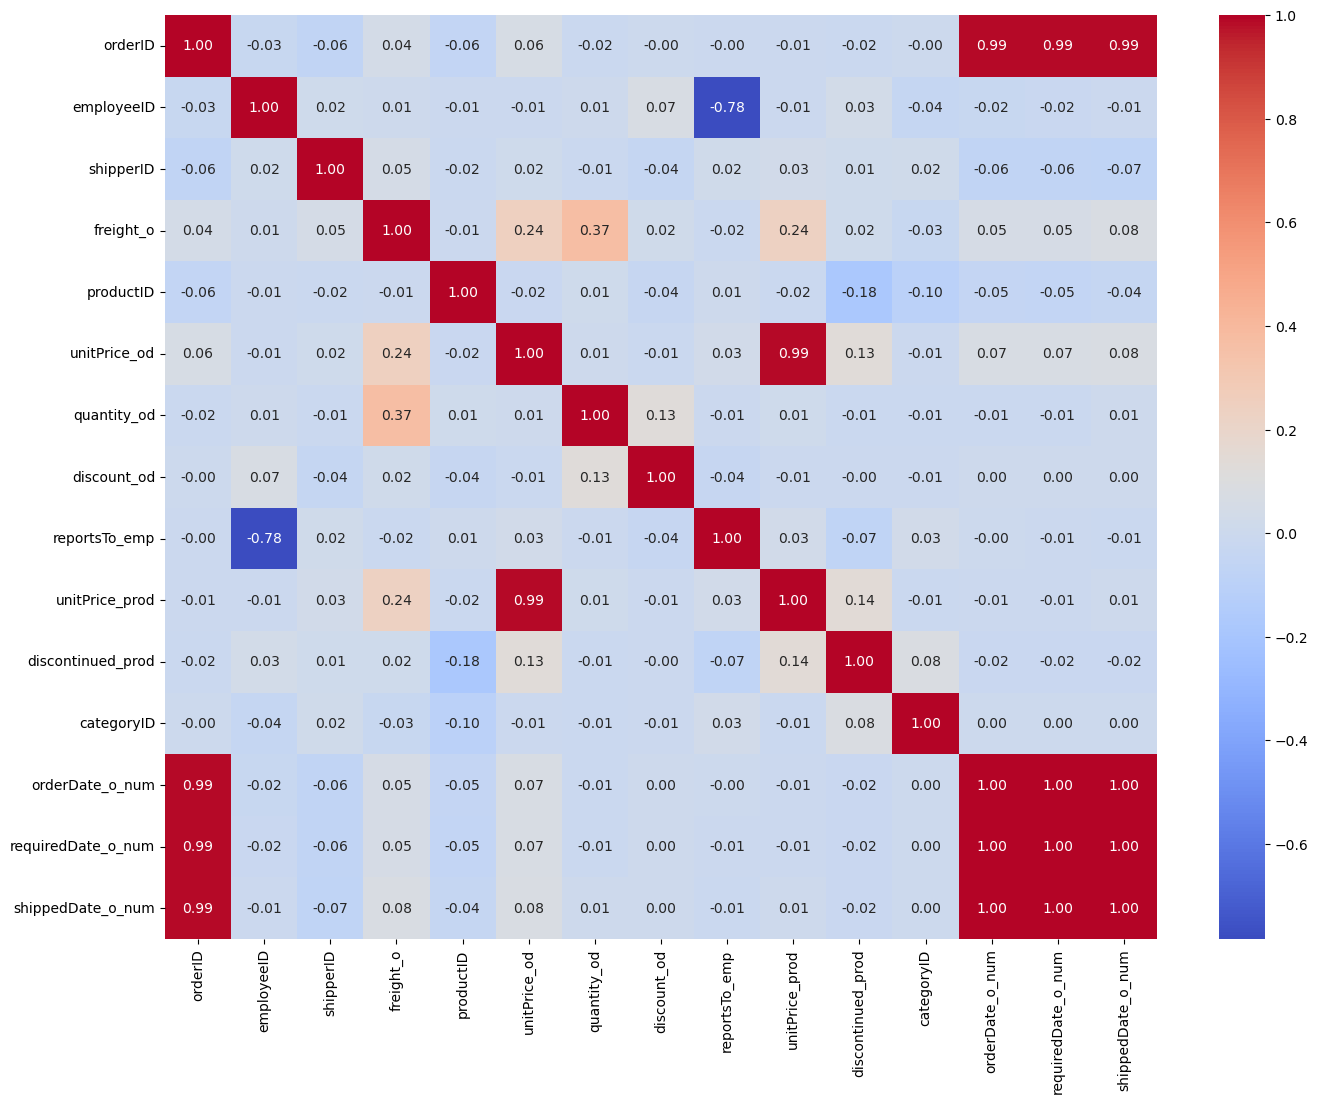 orderID 1.00 -0.03 -0.06 0.04 -0.06 0.06 -0.02 -0.00 -0.00 -0.01 -0.02 -0.00 0.99 0.99 0.99
employeeID -0.03 1.00 0.02 0.01 -0.01 -0.01 0.01 0.07 -0.78 -0.01 0.03 -0.04 -0.02 -0.02 -0.01
shipperID -0.06 0.02 1.00 0.05 -0.02 0.02 -0.01 -0.04 0.02 0.03 0.01 0.02 -0.06 -0.06 -0.07
freight_o 0.04 0.01 0.05 1.00 -0.01 0.24 0.37 0.02 -0.02 0.24 0.02 -0.03 0.05 0.05 0.08
productID -0.06 -0.01 -0.02 -0.01 1.00 -0.02 0.01 -0.04 0.01 -0.02 -0.18 -0.10 -0.05 -0.05 -0.04
unitPrice_od 0.06 -0.01 0.02 0.24 -0.02 1.00 0.01 -0.01 0.03 0.99 0.13 -0.01 0.07 0.07 0.08
quantity_od -0.02 0.01 -0.01 0.37 0.01 0.01 1.00 0.13 -0.01 0.01 -0.01 -0.01 -0.01 -0.01 0.01
discount_od -0.00 0.07 -0.04 0.02 -0.04 -0.01 0.13 1.00 -0.04 -0.01 -0.00 -0.01 0.00 0.00 0.00
reportsTo_emp -0.00 -0.78 0.02 -0.02 0.01 0.03 -0.01 -0.04 1.00 0.03 -0.07 0.03 -0.00 -0.01 -0.01
unitPrice_prod -0.01 -0.01 0.03 0.24 -0.02 0.99 0.01 -0.01 0.03 1.00 0.14 -0.01 -0.01 -0.01 0.01
discontinued_prod -0.02 0.03 0.01 0.02 -0.18 0.13 -0.01 -0.00 -0.07 0.14 1.00 0.08 -0.02 -0.02 -0.02
categoryID -0.00 -0.04 0.02 -0.03 -0.10 -0.01 -0.01 -0.01 0.03 -0.01 0.08 1.00 0.00 0.00 0.00
orderDate_o_num 0.99 -0.02 -0.06 0.05 -0.05 0.07 -0.01 0.00 -0.00 -0.01 -0.02 0.00 1.00 1.00 1.00
requiredDate_o_num 0.99 -0.02 -0.06 0.05 -0.05 0.07 -0.01 0.00 -0.01 -0.01 -0.02 0.00 1.00 1.00 1.00
shippedDate_o_num 0.99 -0.01 -0.07 0.08 -0.04 0.08 0.01 0.00 -0.01 0.01 -0.02 0.00 1.00 1.00 1.00
orderID
employeeID
shipperID
freight_o
productID
unitPrice_od
quantity_od
discount_od
reportsTo_emp
unitPrice_prod
discontinued_prod
categoryID
orderDate_o_num
requiredDate_o_num
shippedDate_o_num
1.0
0.8
0.6
0.4
0.2
0.0
−0.2
−0.4
−0.6